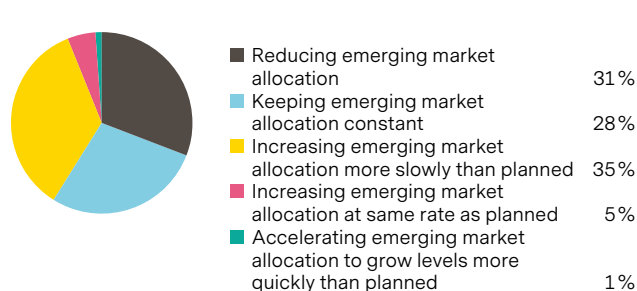 Reducing emerging market
allocation 31%
Keeping emerging market
allocation constant 28%
Increasing emerging market
allocation more slowly than planned 35%
Increasing emerging market
allocation at same rate as planned 5%
Accelerating emerging market
allocation to grow levels more
quickly than planned 1%